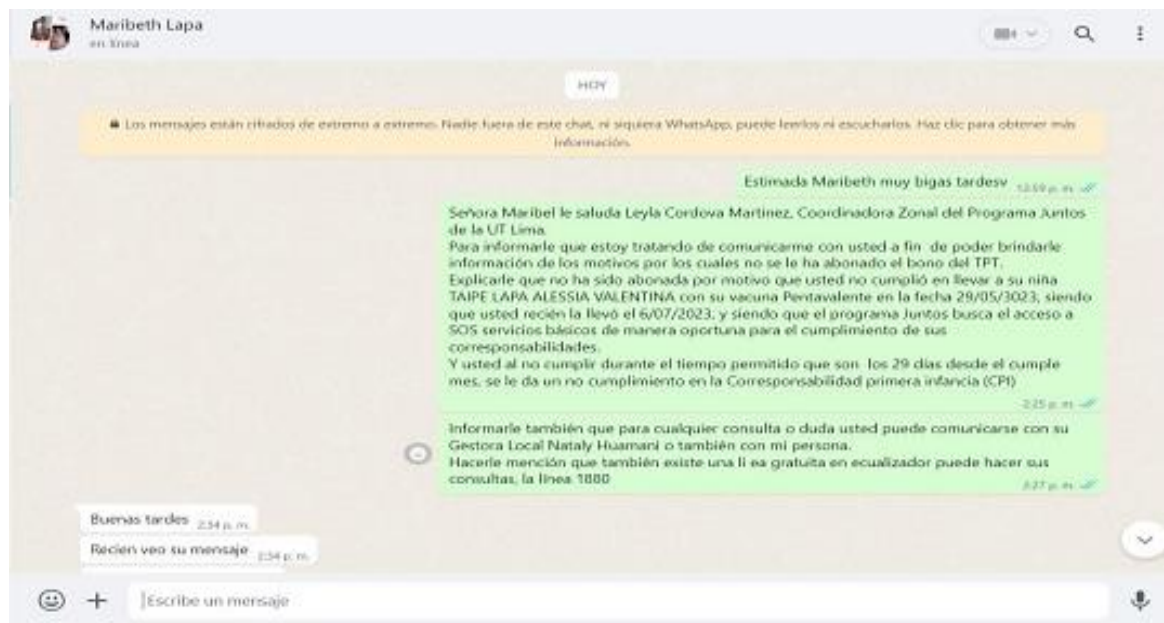 Maribeth Lapa
en línea
HOY
Los mensajes están cifrados de extremo a extremo. Nadie fuera de este chat, ni siquiera WhatsApp, puede leerlos ni escucharlos. Haz clic para obtener más
información.
Estimada Maribeth muy bigas tardesv 12:59 p. m.
Señora Maribel le saluda Leyla Cordova Martinez, Coordinadora Zonal del Programa Juntos
de la UT Lima.
Para informarle que estoy tratando de comunicarme con usted a fin de poder brindarle
información de los motivos por los cuales no se le ha abonado el bono del TPT.
Explicarle que no ha sido abonada por motivo que usted no cumplió en llevar a su niña
TAIPE LAPA ALESSIA VALENTINA con su vacuna Pentavalente en la fecha 29/05/3023, siendo
que usted recién la llevó el 6/07/2023, y siendo que el programa Juntos busca el acceso a
SOS servicios básicos de manera oportuna para el cumplimiento de sus
corresponsabilidades.
Y usted al no cumplir durante el tiempo permitido que son los 29 días desde el cumple
mes, se le da un no cumplimiento en la Corresponsabilidad primera infancia (CPI)
2:25 p. m.
Informarle también que para cualquier consulta o duda usted puede comunicarse con su
Gestora Local Nataly Huamani o también con mi persona.
Hacerle mención que también existe una li ea gratuita en ecualizador puede hacer sus
consultas, la línea 1880
p. m.
Buenas tardes 2:34 p. m.
Recien veo su mensaje 2:34 p. m.
Escribe un mensaje